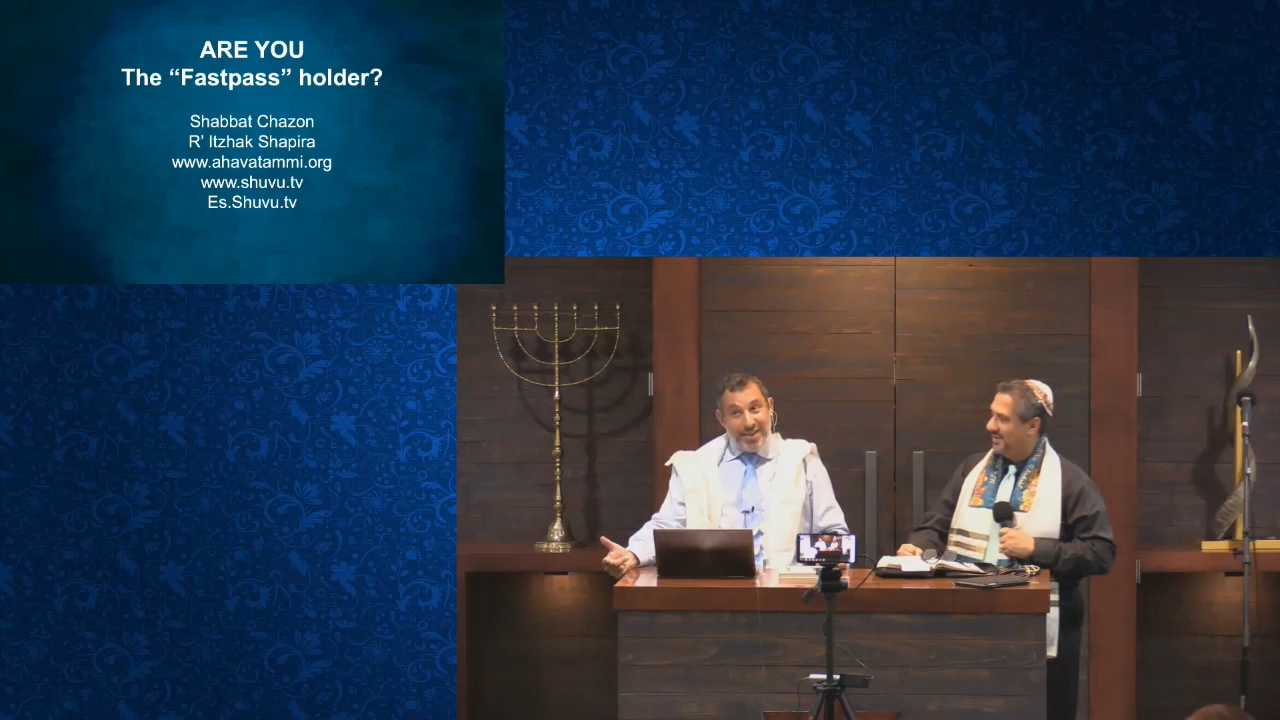 ARE YOU
The “Fastpass” holder?
Shabbat Chazon
R' Itzhak Shapira
www.ahavatammi.org
www.shuvu.tv
Es.Shuvu.tv